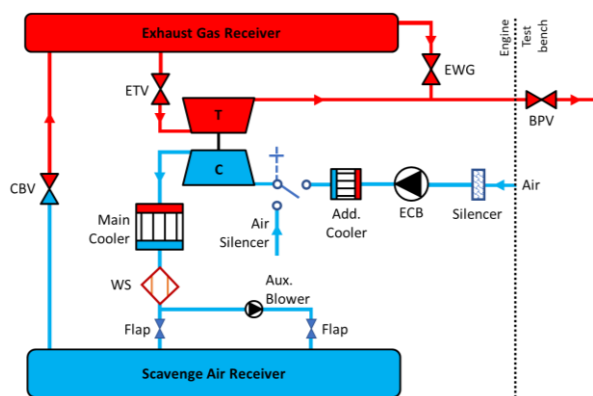 Exhaust Gas Receiver
Engine
Test
bench
EWG
ETV
T
BPV
C
CBV
Air
Main
Cooler
Air
Silencer
Add.
Cooler
ECB
Silencer
WS
Aux.
Blower
Flap
Flap
Scavenge Air Receiver